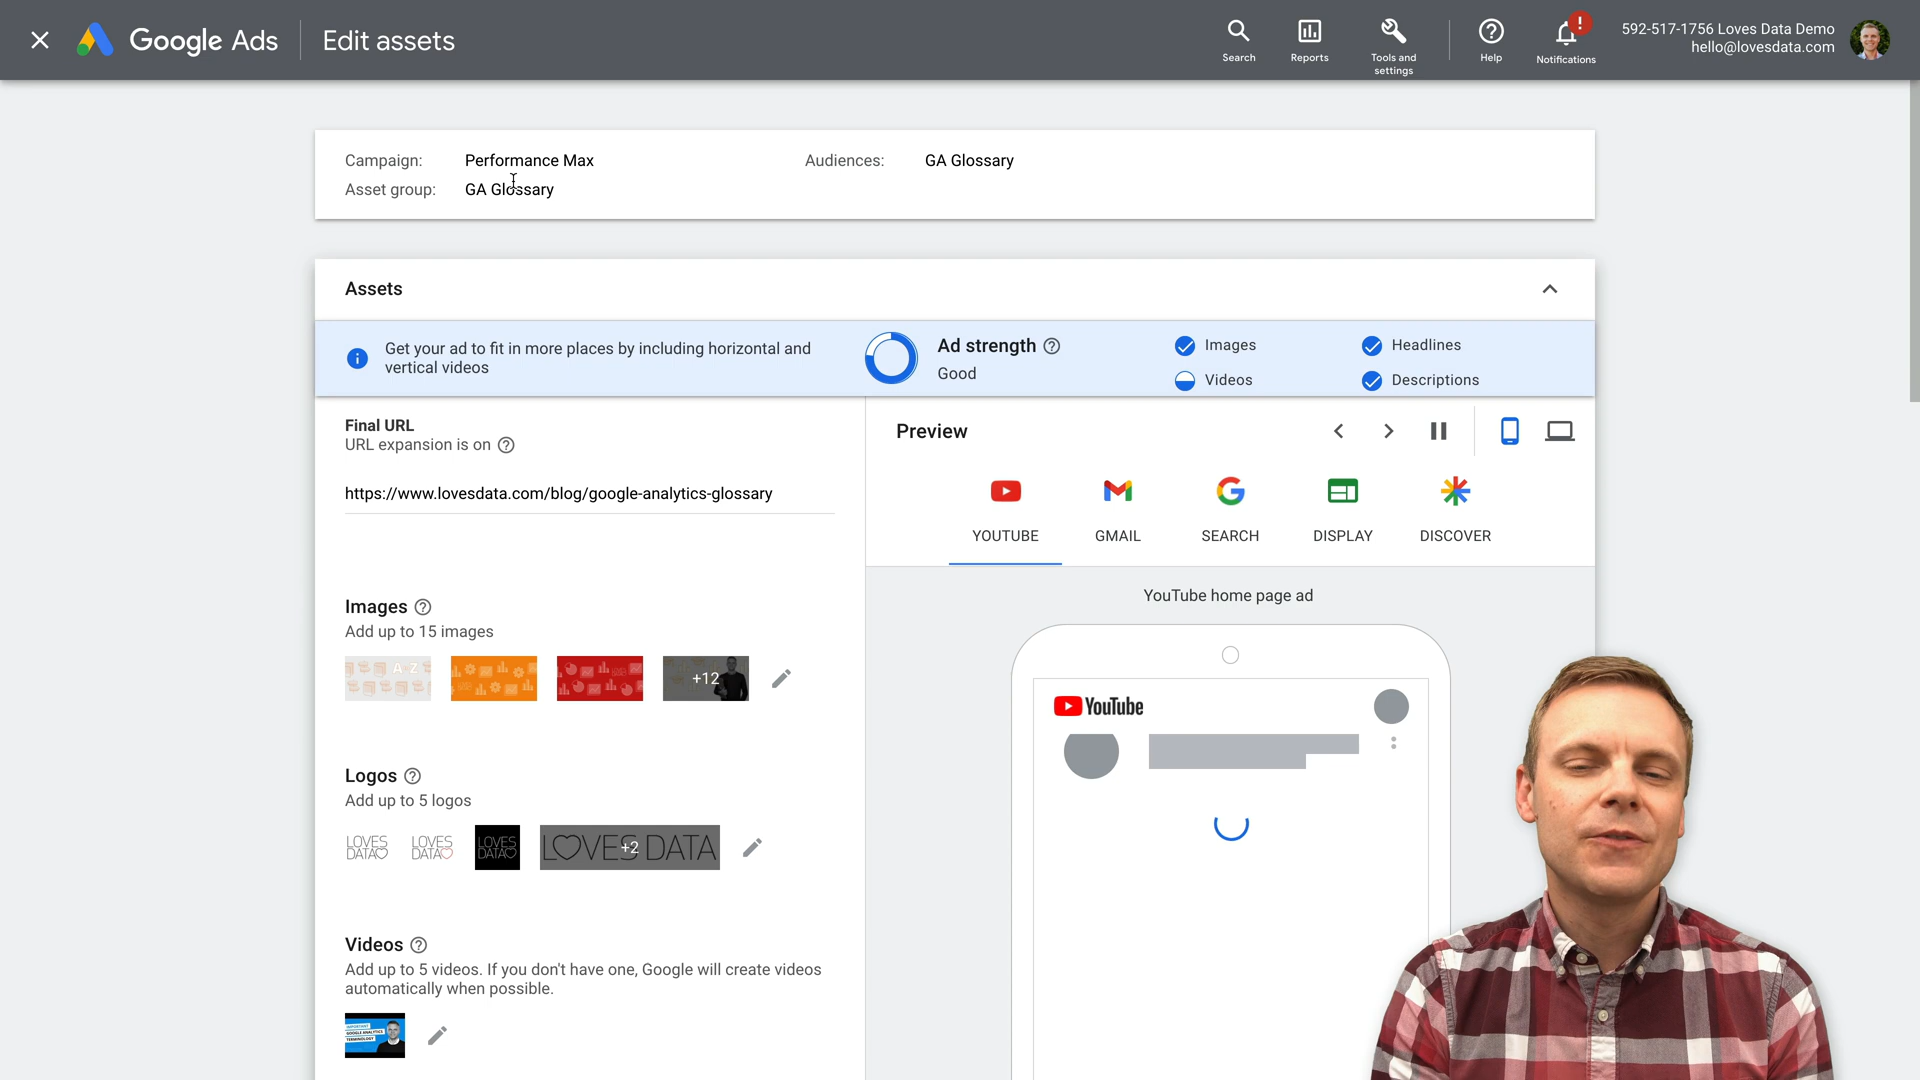 Google Ads
Edit assets
Search
Reports
Tools and
settings
Help
!
Notifications
592-517-1756 Loves Data Demo
hello@lovesdata.com
Campaign:
Performance Max
Audiences:
GA Glossary
Asset group:
GA Glossary
Assets
Get your ad to fit in more places by including horizontal and
vertical videos
Ad strength
Good
Images
Headlines
Videos
Descriptions
Final URL
URL expansion is on
https://www.lovesdata.com/blog/google-analytics-glossary
Preview
YOUTUBE
GMAIL
SEARCH
DISPLAY
DISCOVER
YouTube home page ad
YouTube
Images
Add up to 15 images
A-Z
+12
Logos
Add up to 5 logos
LOVES
DATA
LOVES
DATA
LOVES
DATA
LOVES DATA
+2
Videos
Add up to 5 videos. If you don't have one, Google will create videos
automatically when possible.
IMPORTANT
GOOGLE ANALYTICS
TERMINOLOGY